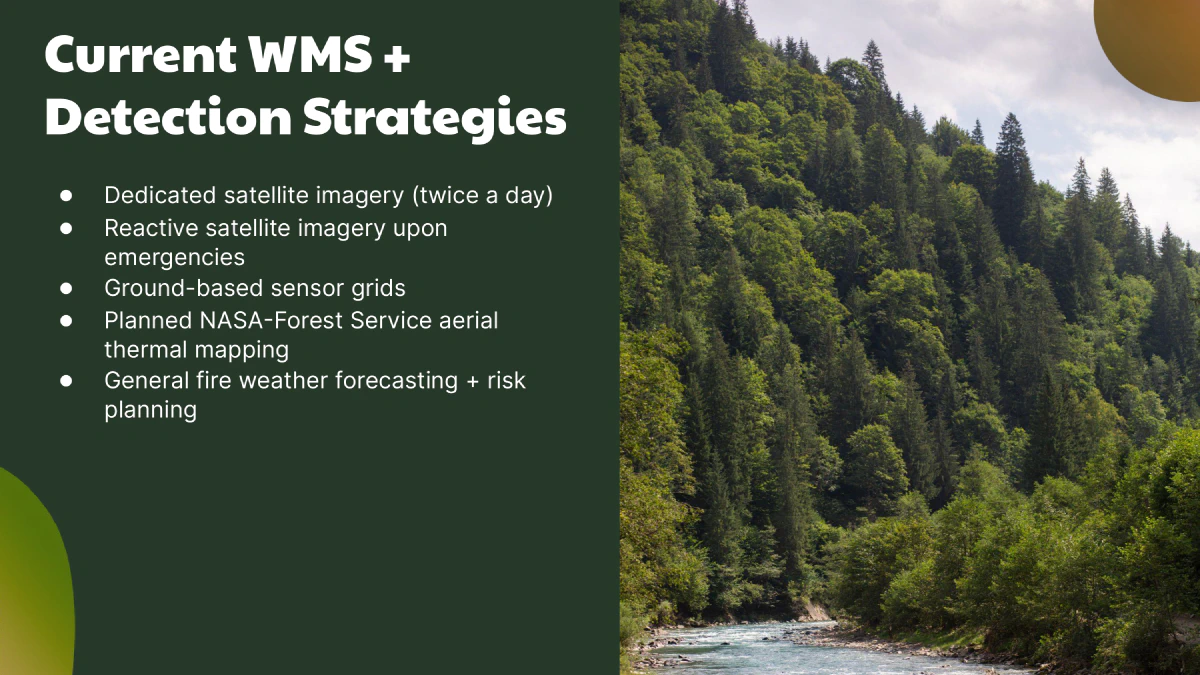 Current WMS +
Detection Strategies
● Dedicated satellite imagery (twice a day)
● Reactive satellite imagery upon
emergencies
● Ground-based sensor grids
● Planned NASA-Forest Service aerial
thermal mapping
● General fire weather forecasting + risk
planning